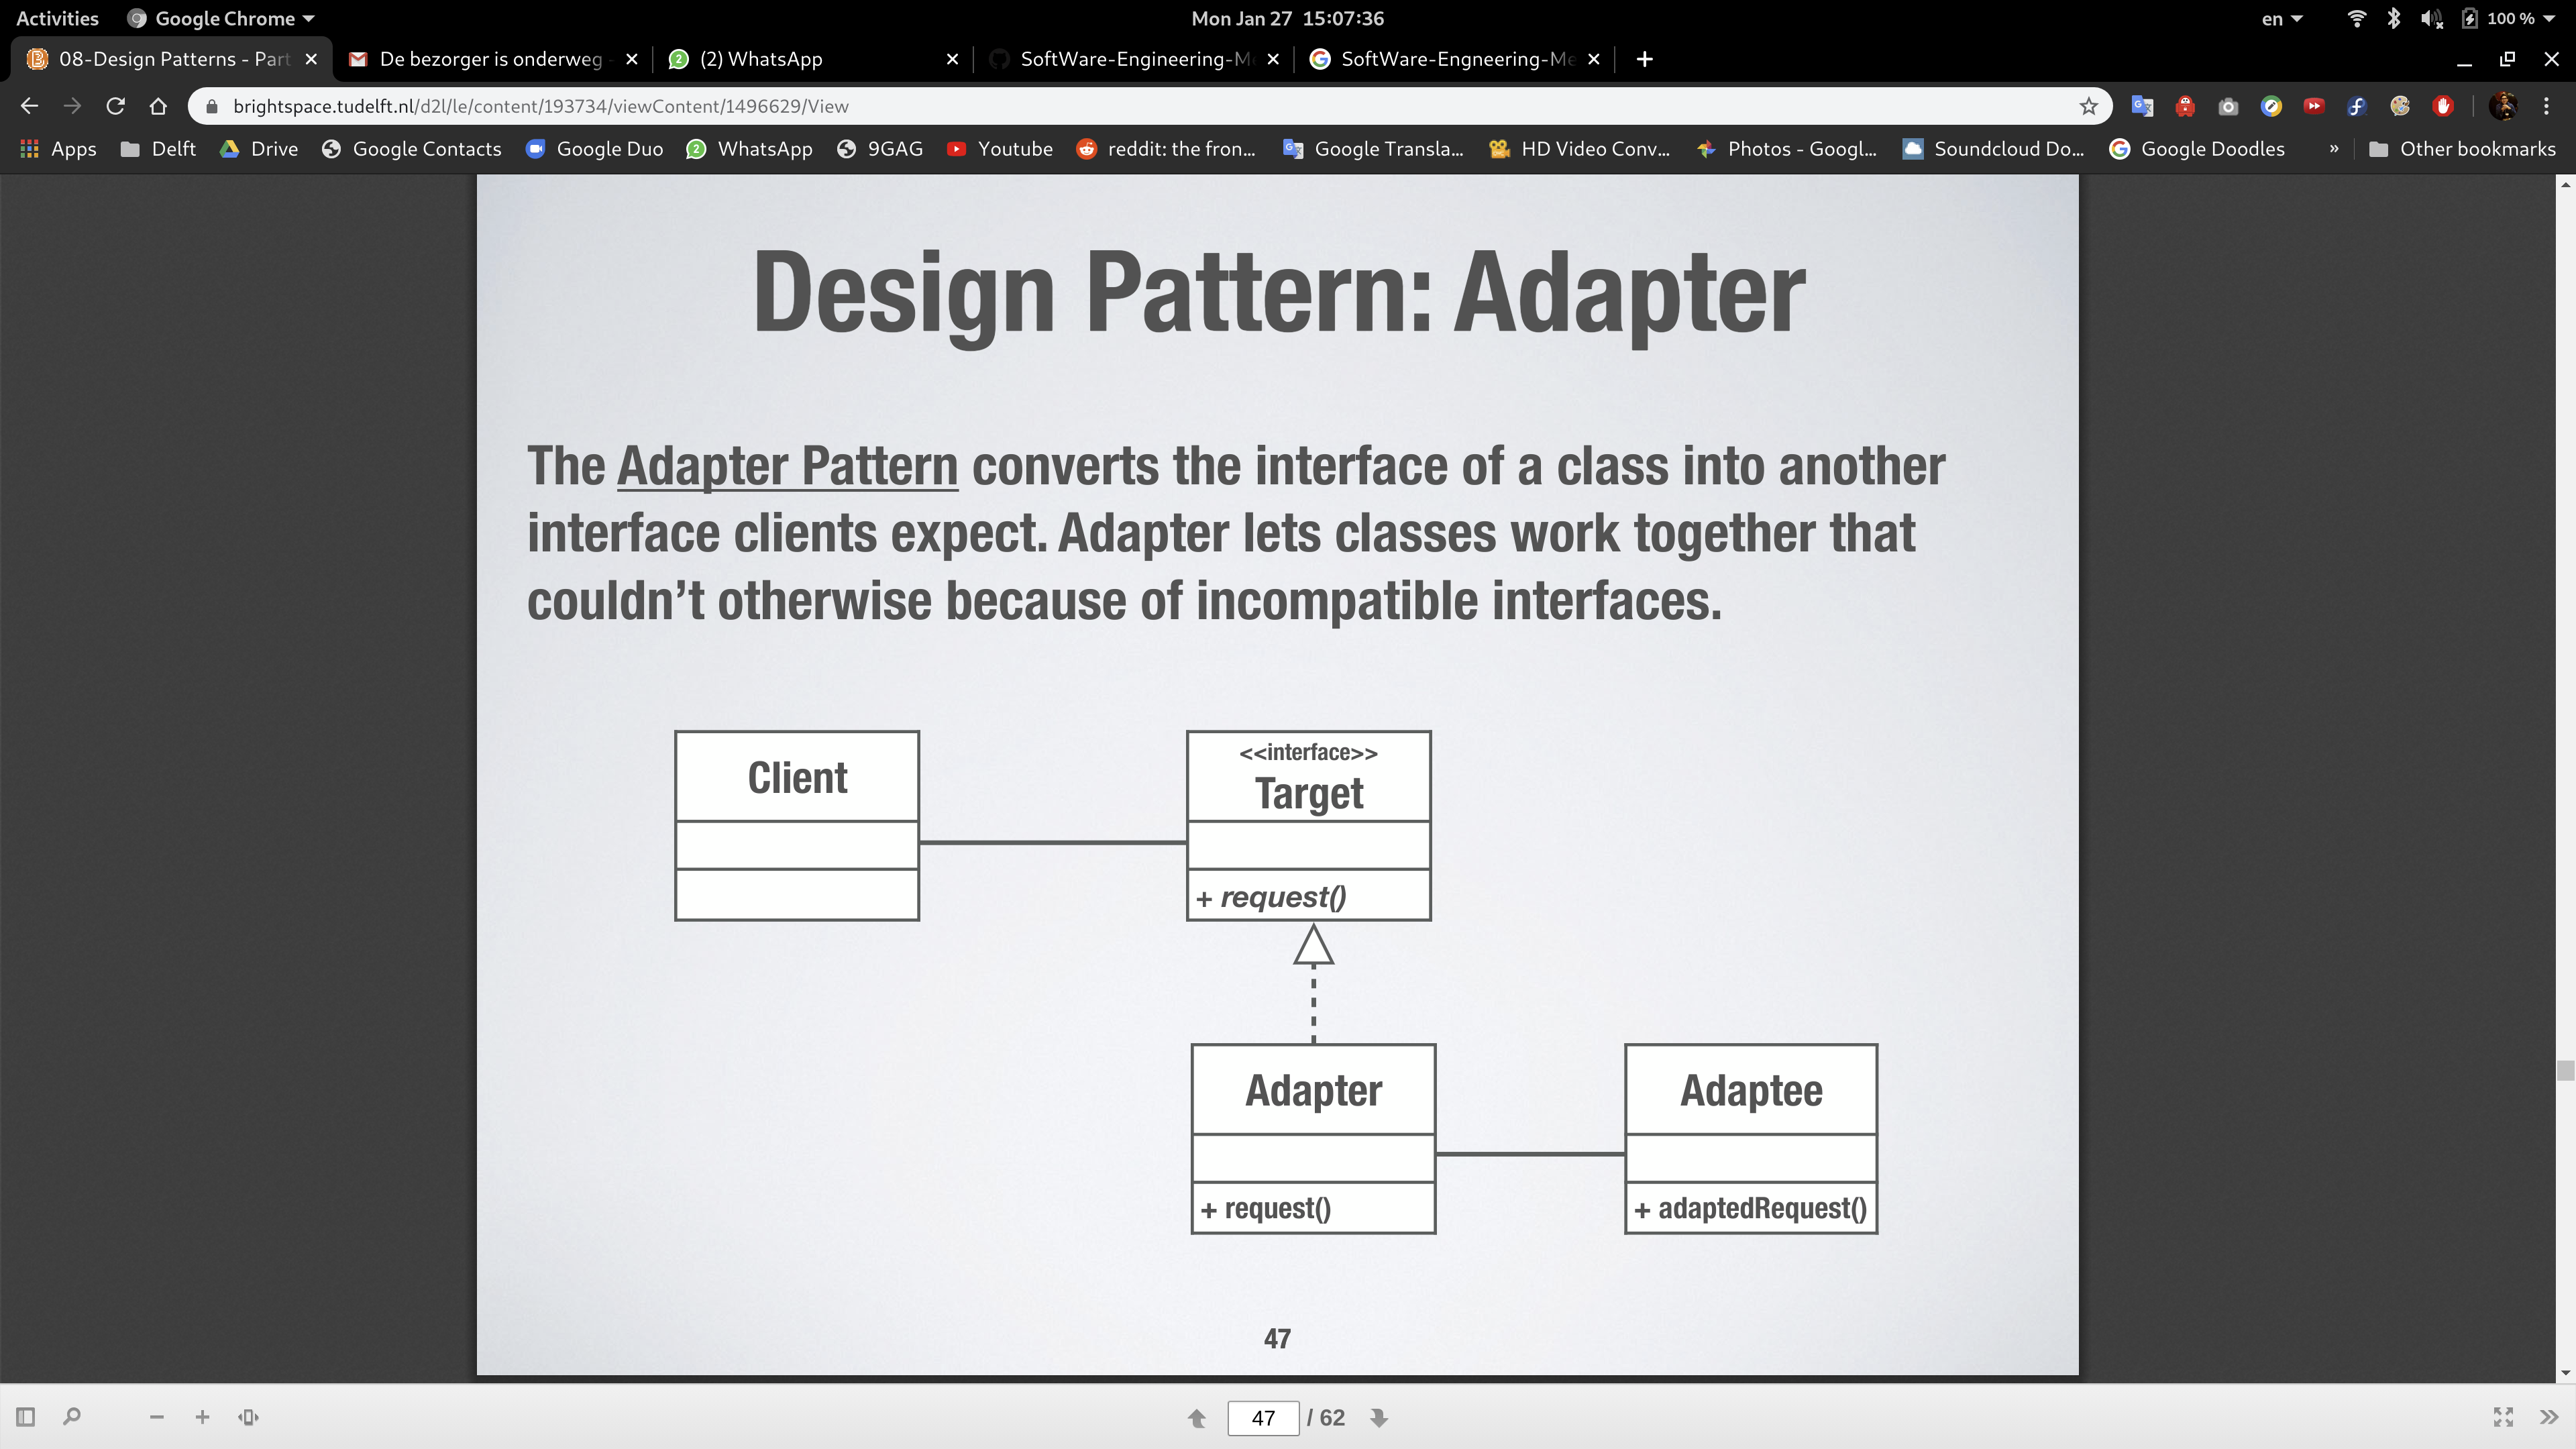 Activities Google Chrome Mon Jan 27 15:07:36 en 100 %
08-Design Patterns - Part De bezorger is onderweg - (2) WhatsApp SoftWare-Engineering-M SoftWare-Engneering-Me
brightspace.tudelft.nl/d2l/le/content/193734/viewContent/1496629/View
Apps Delft Drive Google Contacts Google Duo WhatsApp 9GAG Youtube reddit: the fron... Google Transla... HD Video Conv... Photos - Googl... Soundcloud Do... Google Doodles » Other bookmarks
Design Pattern: Adapter
The Adapter Pattern converts the interface of a class into another
interface clients expect. Adapter lets classes work together that
couldn’t otherwise because of incompatible interfaces.
Client
<<interface>>
Target
+ request()
Adapter
+ request()
Adaptee
+ adaptedRequest()
47
47 / 62